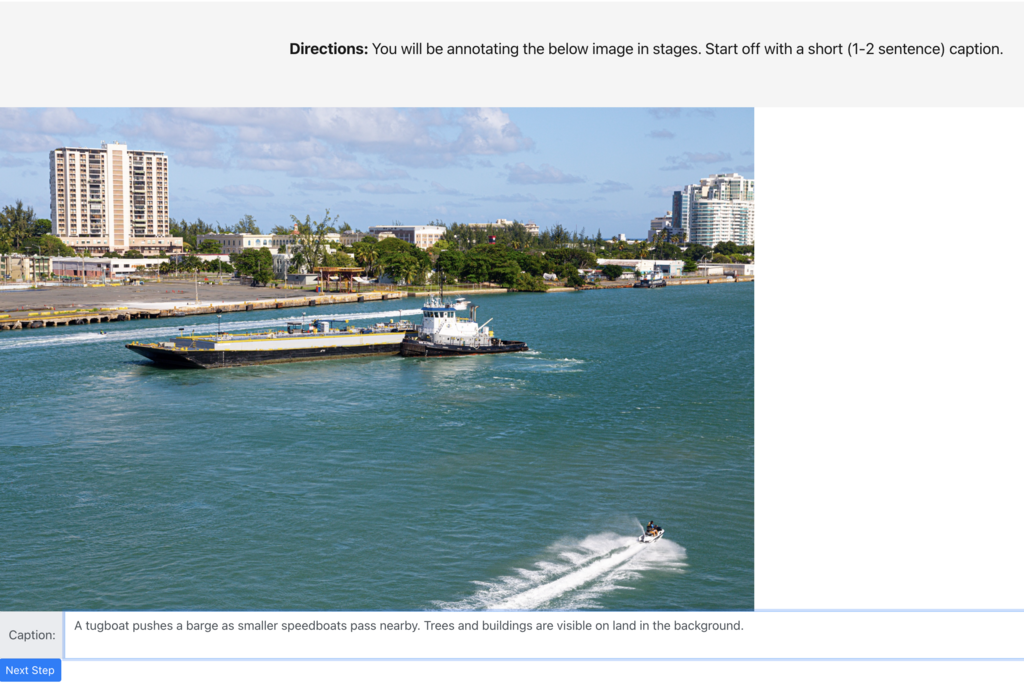 Directions: You will be annotating the below image in stages. Start off with a short (1-2 sentence) caption.
Caption:
A tugboat pushes a barge as smaller speedboats pass nearby. Trees and buildings are visible on land in the background.
Next Step